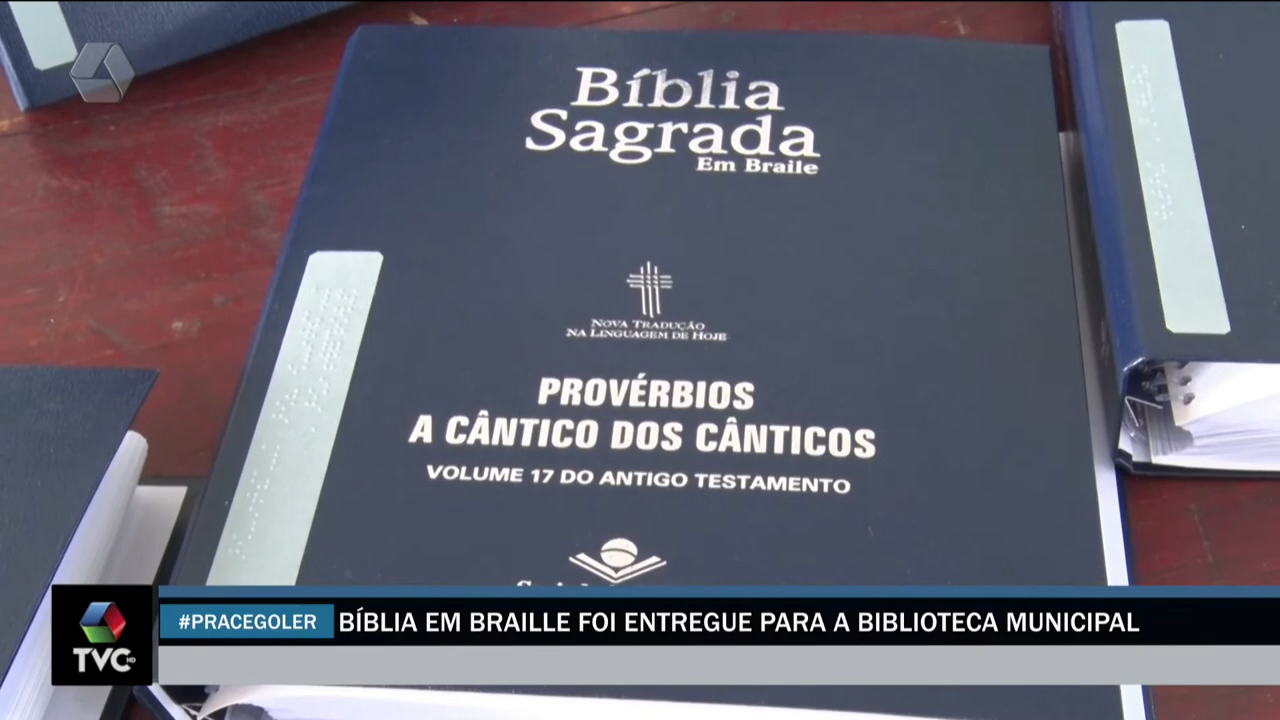 Bíblia
Sagrada
Em Braile
NOVA TRADUÇÃO
NA LINGUAGEM DE HOJE
PROVÉRBIOS
A CÂNTICO DOS CÂNTICOS
VOLUME 17 DO ANTIGO TESTAMENTO
#PRACEGOLER
BÍBLIA EM BRAILLE FOI ENTREGUE PARA A BIBLIOTECA MUNICIPAL
TVC HD